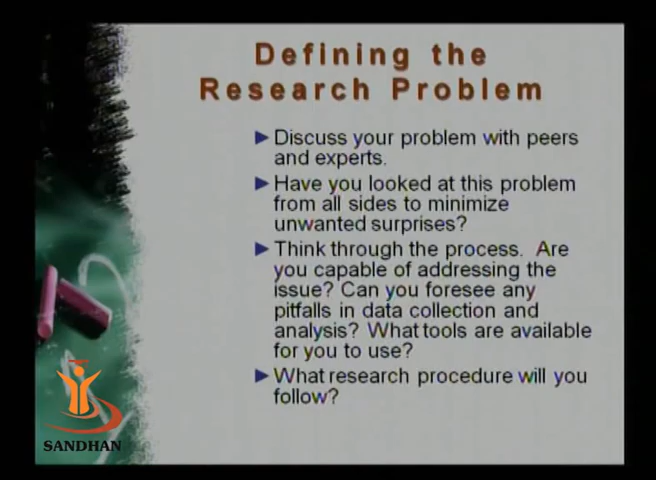 Defining the
Research Problem
Discuss your problem with peers
and experts.
Have you looked at this problem
from all sides to minimize
unwanted surprises?
Think through the process. Are
you capable of addressing the
issue? Can you foresee any
pitfalls in data collection and
analysis? What tools are available
for you to use?
What research procedure will you
follow?
SANDHAN